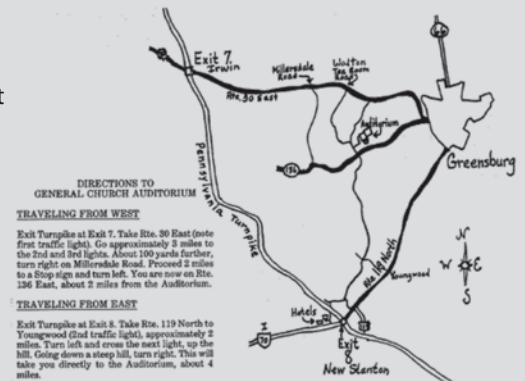 t
66
Exit 7.
Irwin
Millersdale
Road
Tea Room
Road
Rte. 30 East
Auditorium
136
Greensburg
Pennsylvania Turnpike
DIRECTIONS TO
GENERAL CHURCH AUDITORIUM
TRAVELING FROM WEST
Exit Turnpike at Exit 7. Take Rte. 30 East (note
first traffic light). Go approximately 3 miles to
the 2nd and 3rd lights. About 100 yards further,
turn right on Millersdale Road. Proceed 2 miles
to a Stop sign and turn left. You are now on Rte.
136 East, about 2 miles from the Auditorium.
TRAVELING FROM EAST
Exit Turnpike at Exit 8. Take Rte. 119 North to
Youngwood (2nd traffic light), approximately 2
miles. Turn left and cross the next light, up the
hill. Going down a steep hill, turn right. This will
take you directly to the Auditorium, about 4
miles.
Rte 119 North
Youngwood
N
W E
S
Hotels
I
70
Exit
8
New Stanton